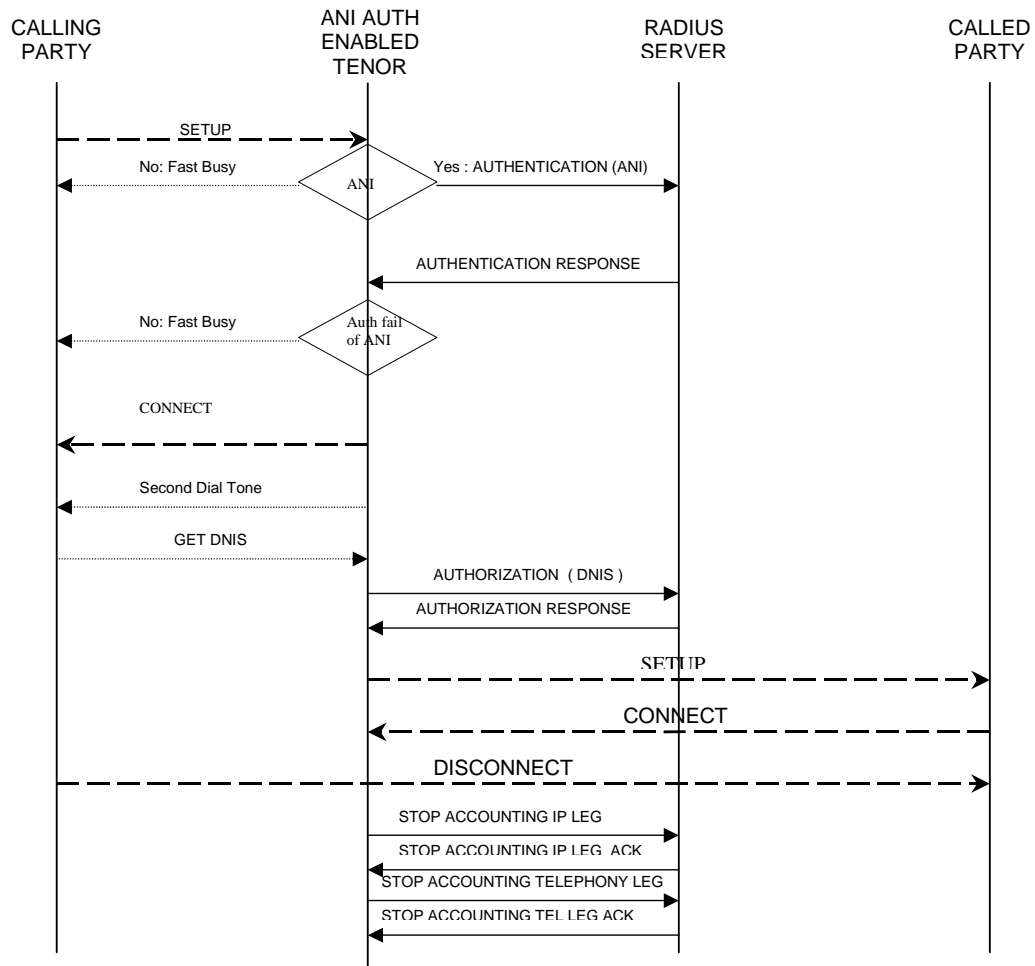 CALLING
PARTY
ANI AUTH
ENABLED
TENOR
RADIUS
SERVER
CALLED
PARTY
SETUP
No: Fast Busy
ANI
Yes : AUTHENTICATION (ANI)
AUTHENTICATION RESPONSE
No: Fast Busy
Auth fail
of ANI
CONNECT
Second Dial Tone
GET DNIS
AUTHORIZATION ( DNIS )
AUTHORIZATION RESPONSE
SETUP
CONNECT
DISCONNECT
STOP ACCOUNTING IP LEG
STOP ACCOUNTING IP LEG ACK
STOP ACCOUNTING TELEPHONY LEG
STOP ACCOUNTING TEL LEG ACK